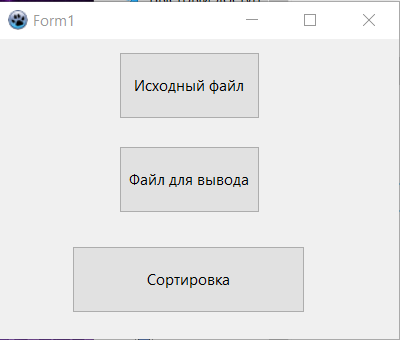 Form1
Исходный файл
Файл для вывода
Сортировка